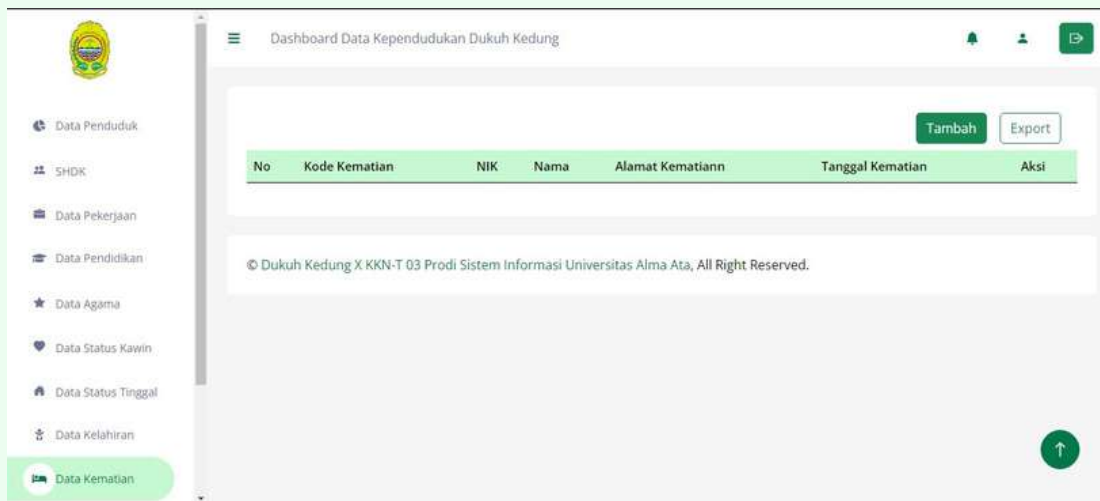 Dashboard Data Kependudukan Dukuh Kedung
Data Penduduk
SHDK
Data Pekerjaan
Data Pendidikan
Data Agama
Data Status Kawin
Data Status Tinggal
Data Kelahiran
Data Kematian
Tambah Export
No Kode Kematian NIK Nama Alamat Kematiann Tanggal Kematian Aksi
© Dukuh Kedung X KKN-T 03 Prodi Sistem Informasi Universitas Alma Ata, All Right Reserved.